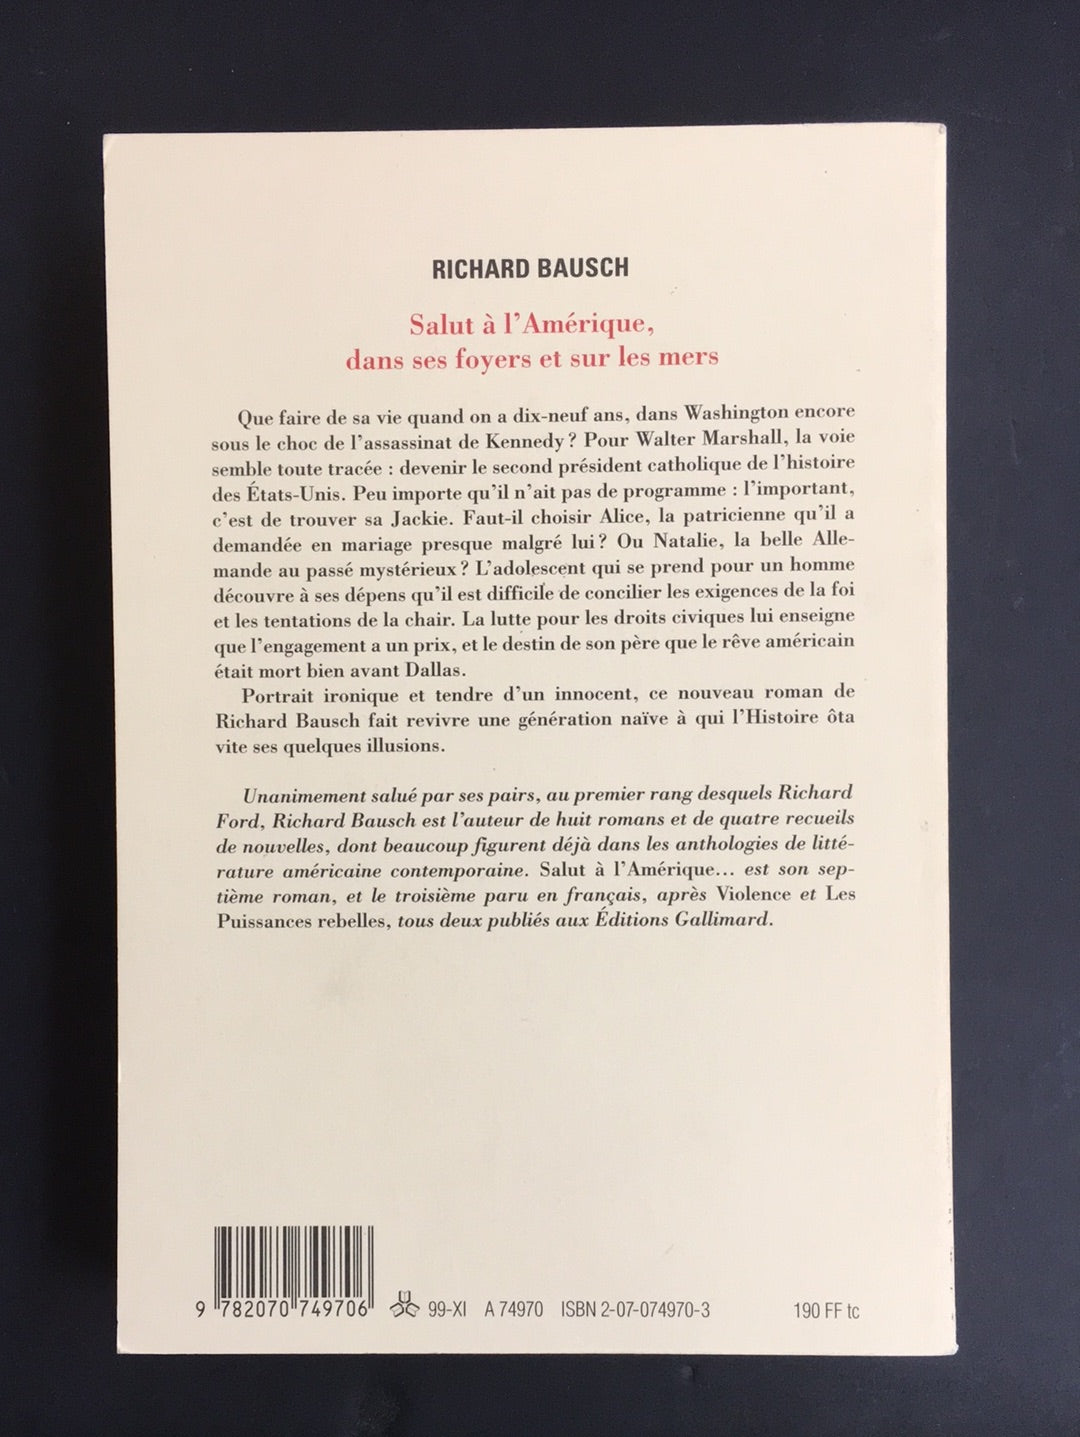 RICHARD BAUSCH
Salut à l'Amérique,
dans ses foyers et sur les mers
Que faire de sa vie quand on a dix-neuf ans, dans Washington encore
sous le choc de l'assassinat de Kennedy ? Pour Walter Marshall, la voie
semble toute tracée : devenir le second président catholique de l'histoire
des États-Unis. Peu importe qu'il n'ait pas de programme : l'important,
c'est de trouver sa Jackie. Faut-il choisir Alice, la patricienne qu'il a
demandée en mariage presque malgré lui ? Ou Natalie, la belle Alle-
mande au passé mystérieux ? L'adolescent qui se prend pour un homme
découvre à ses dépens qu'il est difficile de concilier les exigences de la foi
et les tentations de la chair. La lutte pour les droits civiques lui enseigne
que l'engagement a un prix, et le destin de son père que le rêve américain
était mort bien avant Dallas.
Portrait ironique et tendre d'un innocent, ce nouveau roman de
Richard Bausch fait revivre une génération naïve à qui l'Histoire ôta
vite ses quelques illusions.
Unanimement salué par ses pairs, au premier rang desquels Richard
Ford, Richard Bausch est l'auteur de huit romans et de quatre recueils
de nouvelles, dont beaucoup figurent déjà dans les anthologies de litté-
rature américaine contemporaine. Salut à l'Amérique... est son sep-
tième roman, et le troisième paru en français, après Violence et Les
Puissances rebelles, tous deux publiés aux Éditions Gallimard.
9 782070 749706 99-XI A 74970 ISBN 2-07-074970-3 190 FF tc